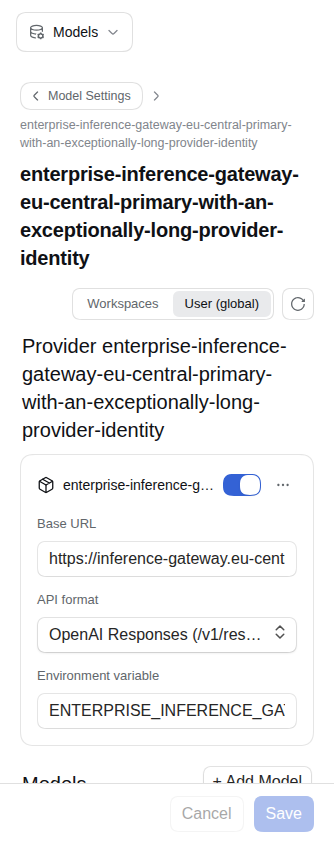 Models
Model Settings
enterprise-inference-gateway-eu-central-primary-
with-an-exceptionally-long-provider-identity
enterprise-inference-gateway-
eu-central-primary-with-an-
exceptionally-long-provider-
identity
Workspaces User (global)
Provider enterprise-inference-
gateway-eu-central-primary-
with-an-exceptionally-long-
provider-identity
enterprise-inference-g...
Base URL
https://inference-gateway.eu-cent
API format
OpenAI Responses (/v1/res...
Environment variable
ENTERPRISE_INFERENCE_GA
Models + Add Model
Cancel Save